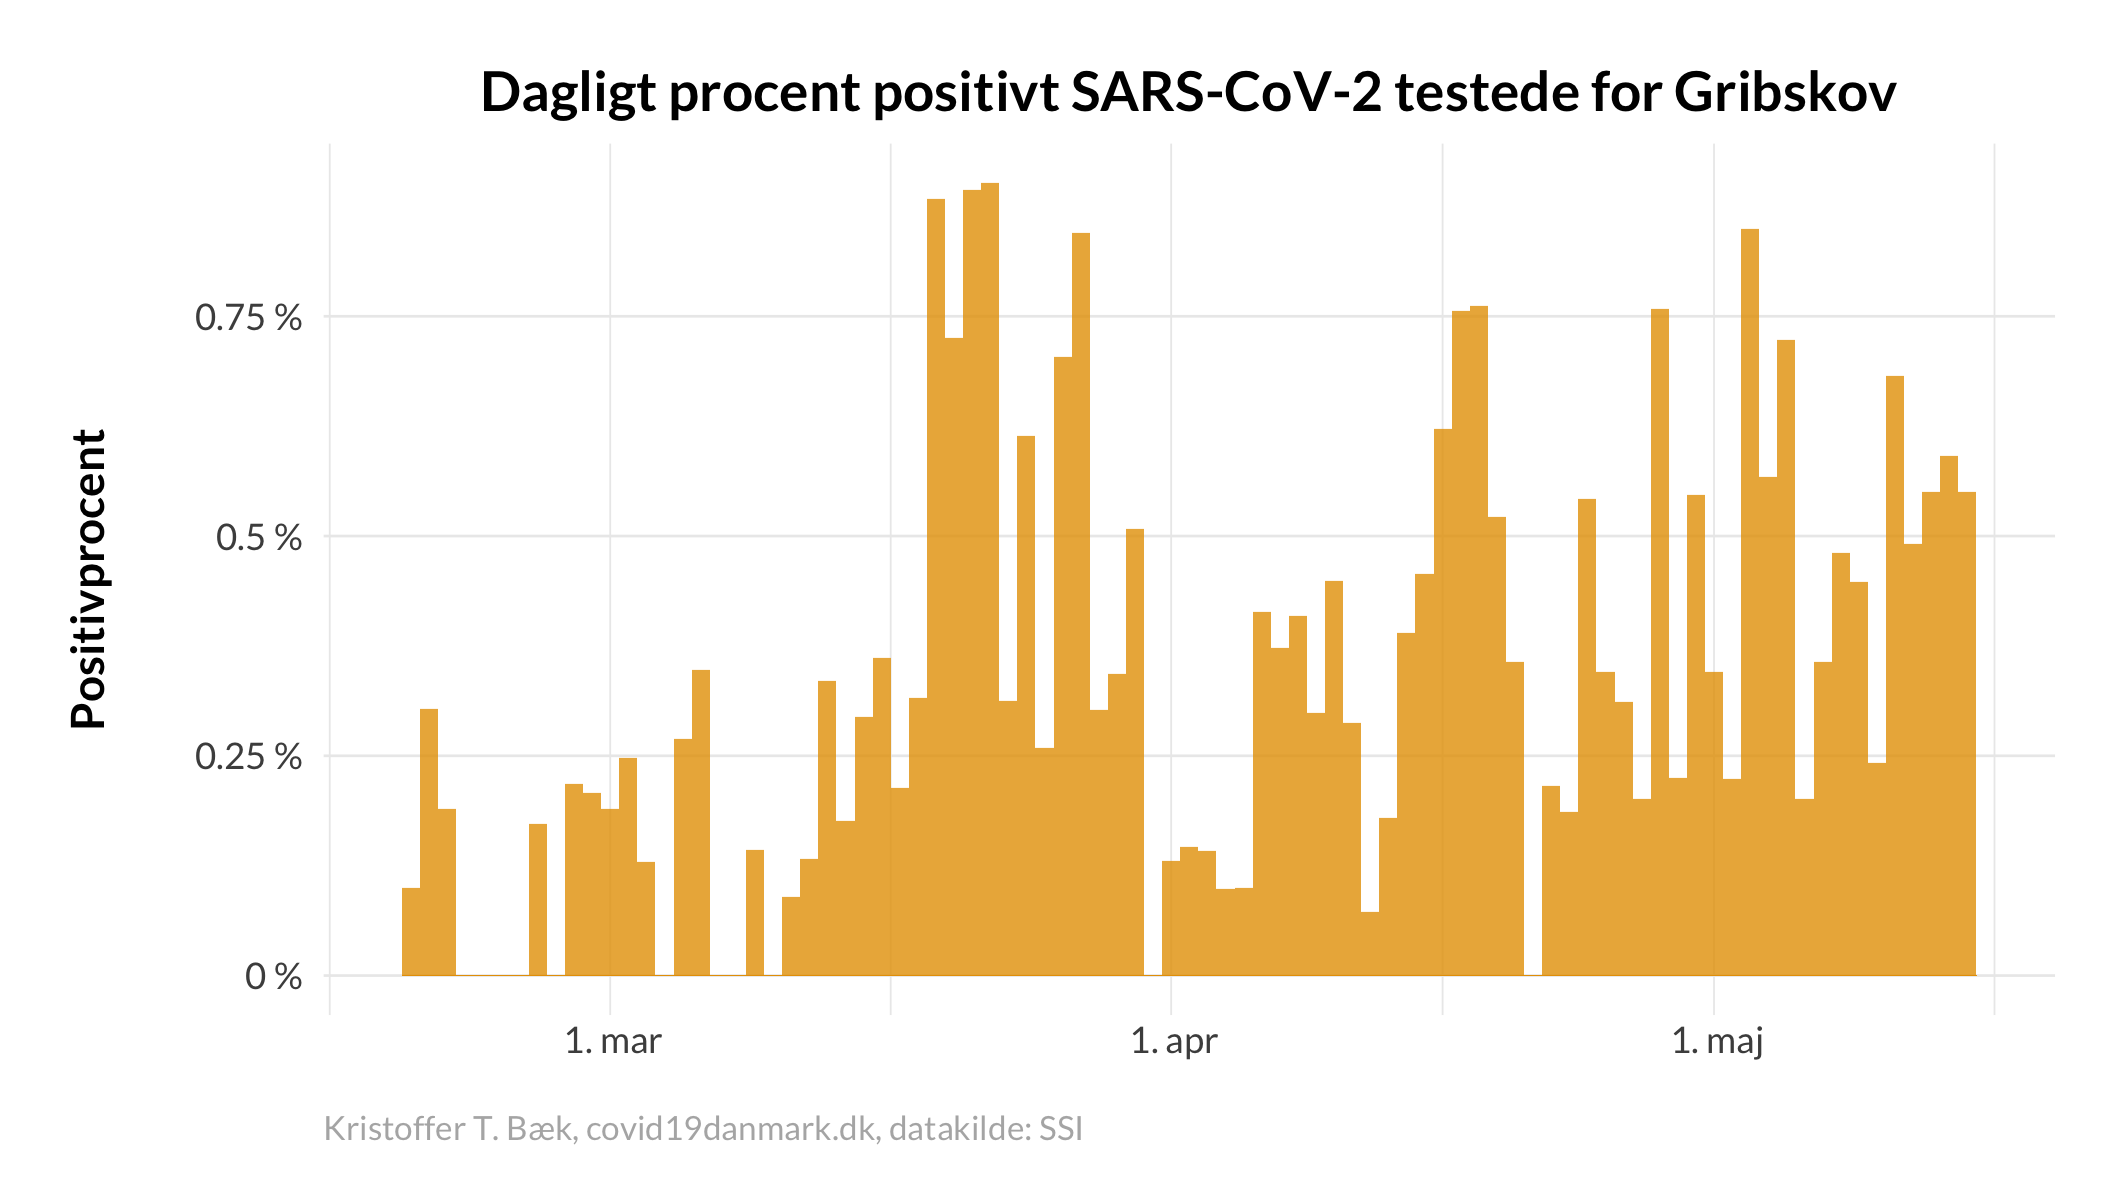 Dagligt procent positivt SARS-CoV-2 testede for Gribskov
Positivprocent
0.75 %
0.5 %
0.25 %
0 %
1. mar
1. apr
1. maj
Kristoffer T. Bæk, covid19danmark.dk, datakilde: SSI